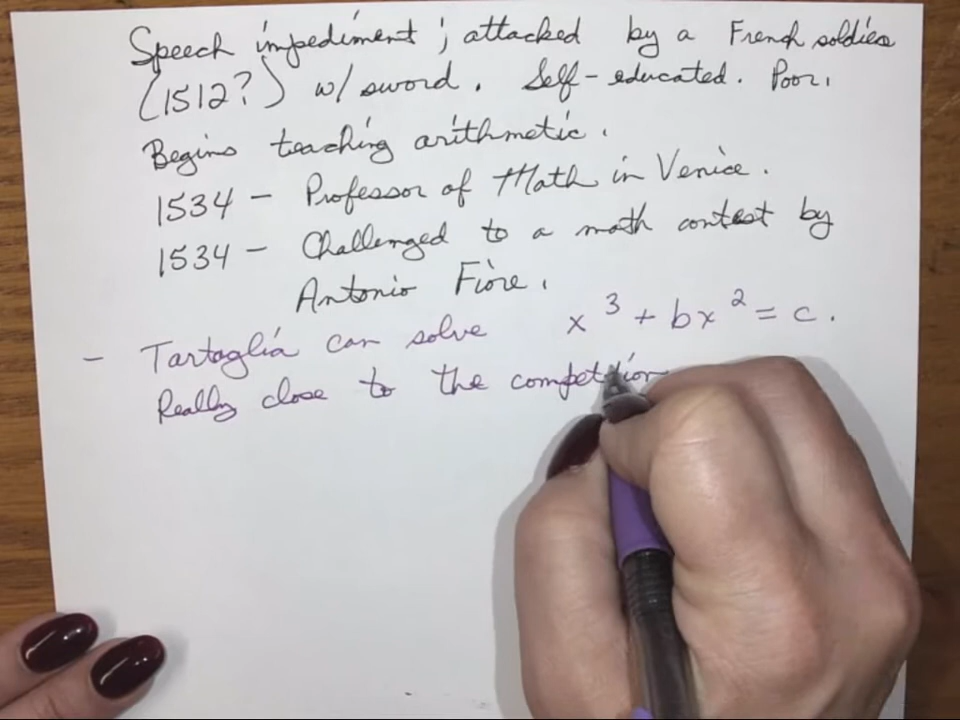 Speech impediment; attacked by a French soldier
(1512?) w/ sword. Self-educated. Poor.
Begins teaching arithmetic.
1534 - Professor of Math in Venice.
1534 - Challenged to a math contest by
Antonio Fiore.
- Tartaglia can solve x³ + bx² = c.
Really close to the competition